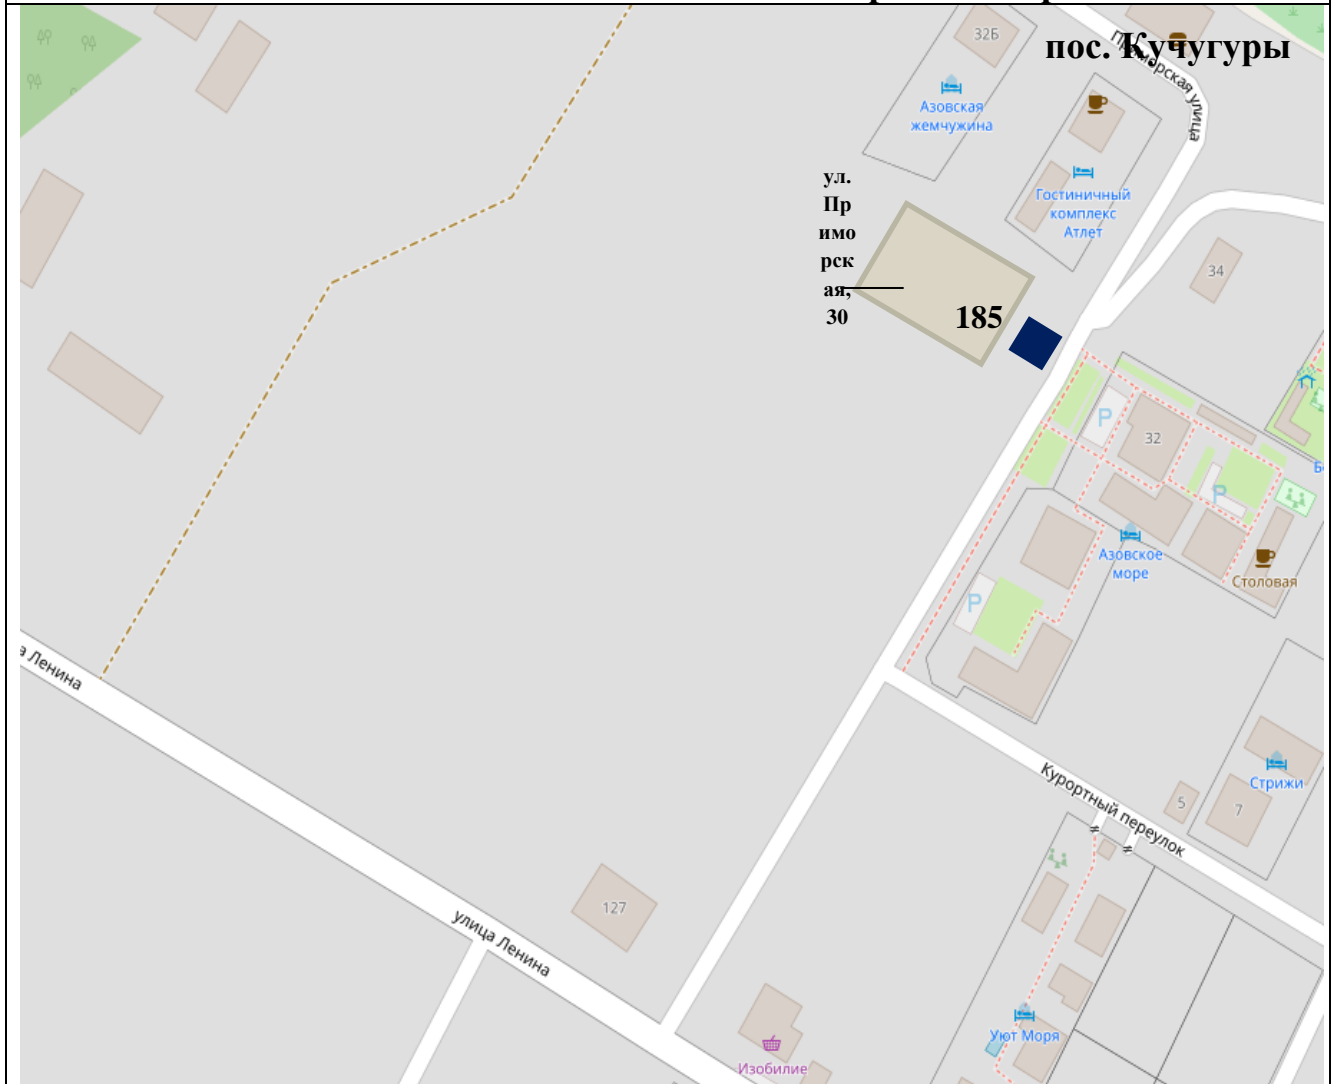 пос. Кучугуры
Приморская улица
32Б
Азовская
жемчужина
Гостиничный
комплекс
Атлет
ул.
Пр
имо
рск
ая,
30
185
34
P
32
P
Азовское
море
Столовая
P
а Ленина
Стрижи
5
7
Курортный переулок
127
улица Ленина
Уют Моря
Изобилие